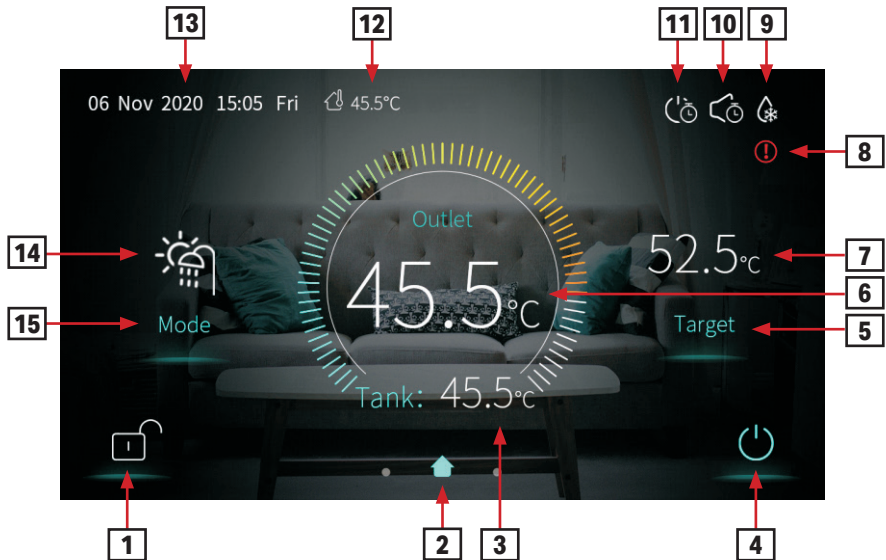 13 12 11 10 9
06 Nov 2020 15:05 Fri 45.5°C
8
Outlet
14 52.5°C 7
45.5°C 6
15 Mode Target 5
Tank: 45.5°C
1 2 3 4